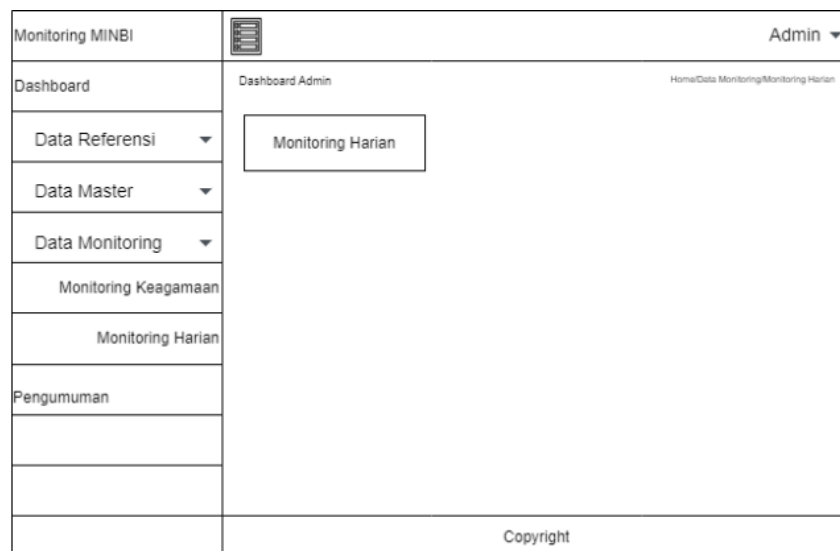 Monitoring MINBI
Admin
Dashboard
Dashboard Admin
Home/Data Monitoring/Monitoring Harian
Data Referensi
Monitoring Harian
Data Master
Data Monitoring
Monitoring Keagamaan
Monitoring Harian
Pengumuman
Copyright